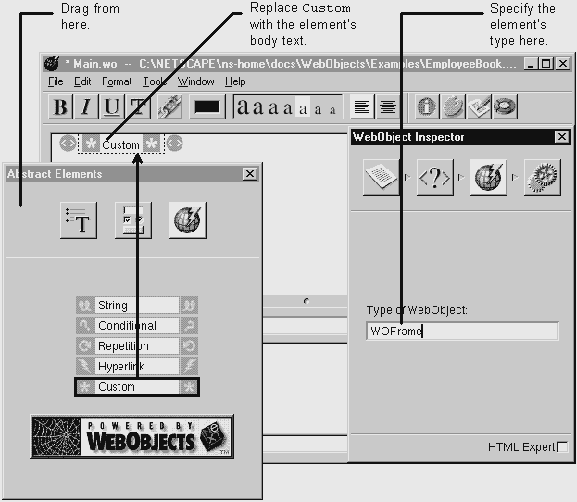 Drag from
here.
Replace Custom
with the element's
body text.
Specify the
element's
type here.
* Main.wo -- C:\NETSCAPE\ns-home\docs\WebObjects\Examples\EmployeeBook....
File Edit Format Tools Window Help
B I U T a a a a a a a
Custom
WebObject Inspector
<?>
Abstract Elements
T
String
Conditional
Repetition
Hyperlink
Custom
Type of WebObject:
WOFrame
POWERED BY
WEBOBJECTS
HTML Expert